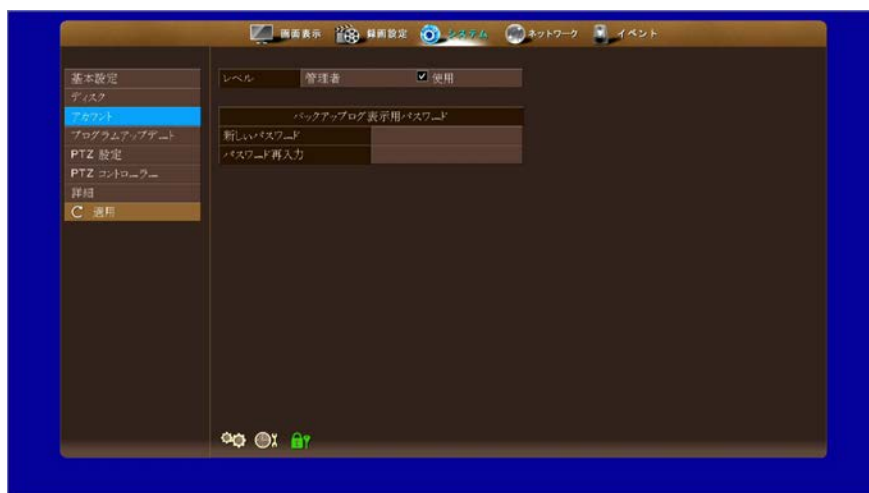 画面表示 録画設定 システム ネットワーク イベント
基本設定
ディスク
アカウント
プログラムアップデート
PTZ 設定
PTZ コントローラー
詳細
適用
レベル 管理者 使用
バックアップログ表示用パスワード
新しいパスワード
パスワード再入力